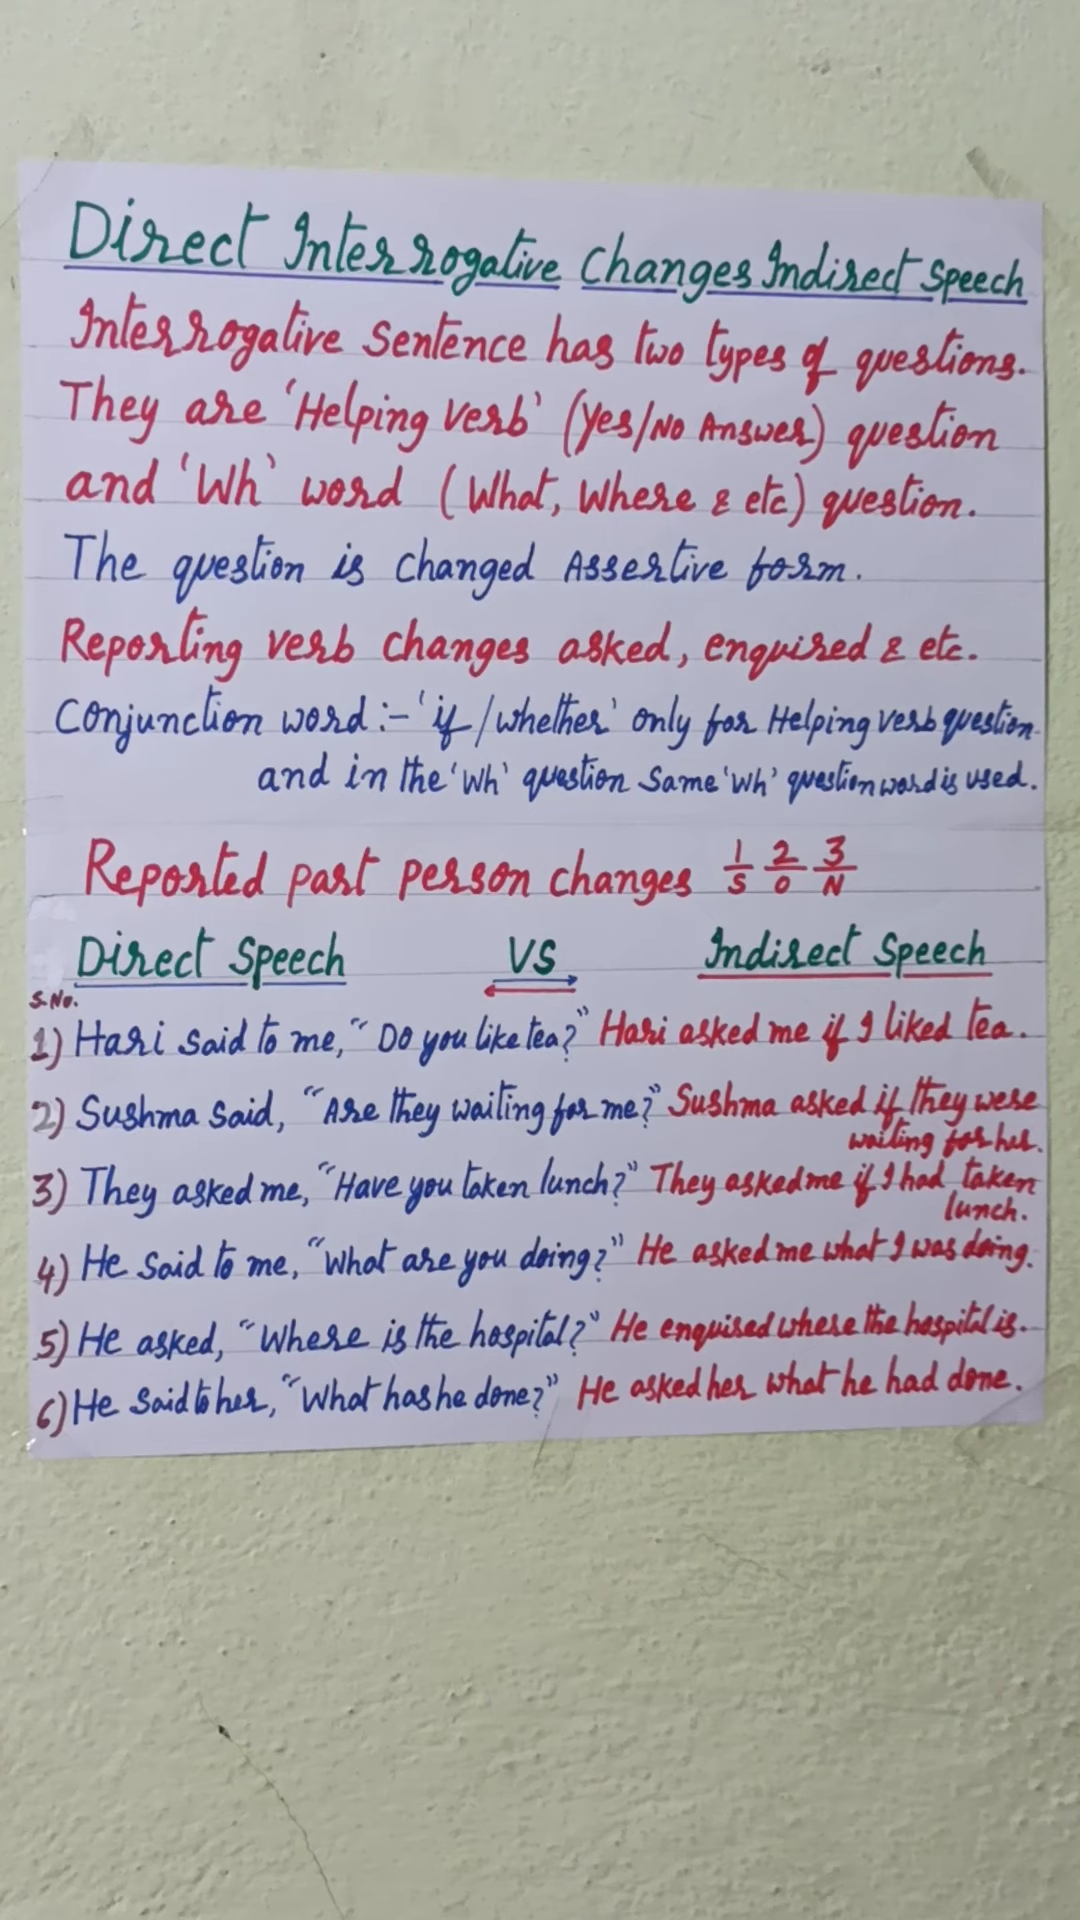 Direct Interrogative Changes Indirect Speech
Interrogative Sentence has two types of questions.
They are 'Helping verb' (Yes/No Answer) question
and 'Wh' word (What, Where & etc) question.
The question is changed Assertive form.
Reporting verb changes asked, enquired & etc.
Conjunction word :- 'if/whether' only for Helping verb question
and in the 'Wh' question Same 'Wh' question word is used.
Reported part person changes 1/S 2/O 3/N
Direct Speech VS Indirect Speech
S.No.
1) Hari said to me, "Do you like tea?" Hari asked me if I liked tea.
2) Sushma said, "Are they waiting for me?" Sushma asked if they were
waiting for her.
3) They asked me, "Have you taken lunch?" They asked me if I had taken
lunch.
4) He said to me, "What are you doing?" He asked me what I was doing.
5) He asked, "Where is the hospital?" He enquired where the hospital is.
6) He said to her, "What has he done?" He asked her what he had done.